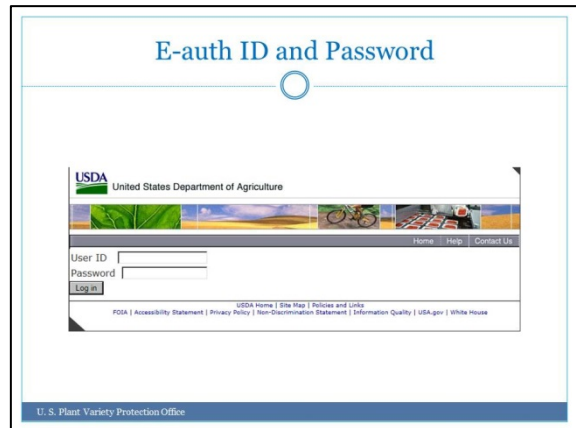 E-auth ID and Password
USDA
United States Department of Agriculture
Home | Help | Contact Us
User ID
Password
Log in
USDA Home | Site Map | Policies and Links
FOIA | Accessibility Statement | Privacy Policy | Non-Discrimination Statement | Information Quality | USA.gov | White House
U. S. Plant Variety Protection Office